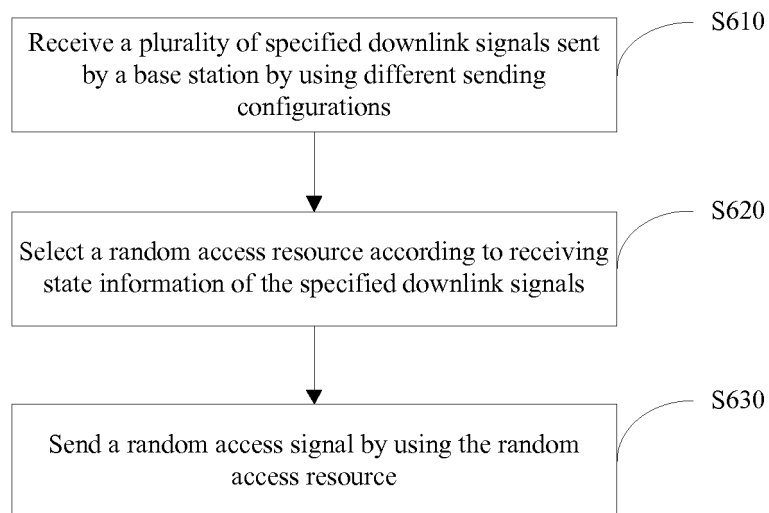 Receive a plurality of specified downlink signals sent
by a base station by using different sending
configurations
S610
Select a random access resource according to receiving
state information of the specified downlink signals
S620
Send a random access signal by using the random
access resource
S630